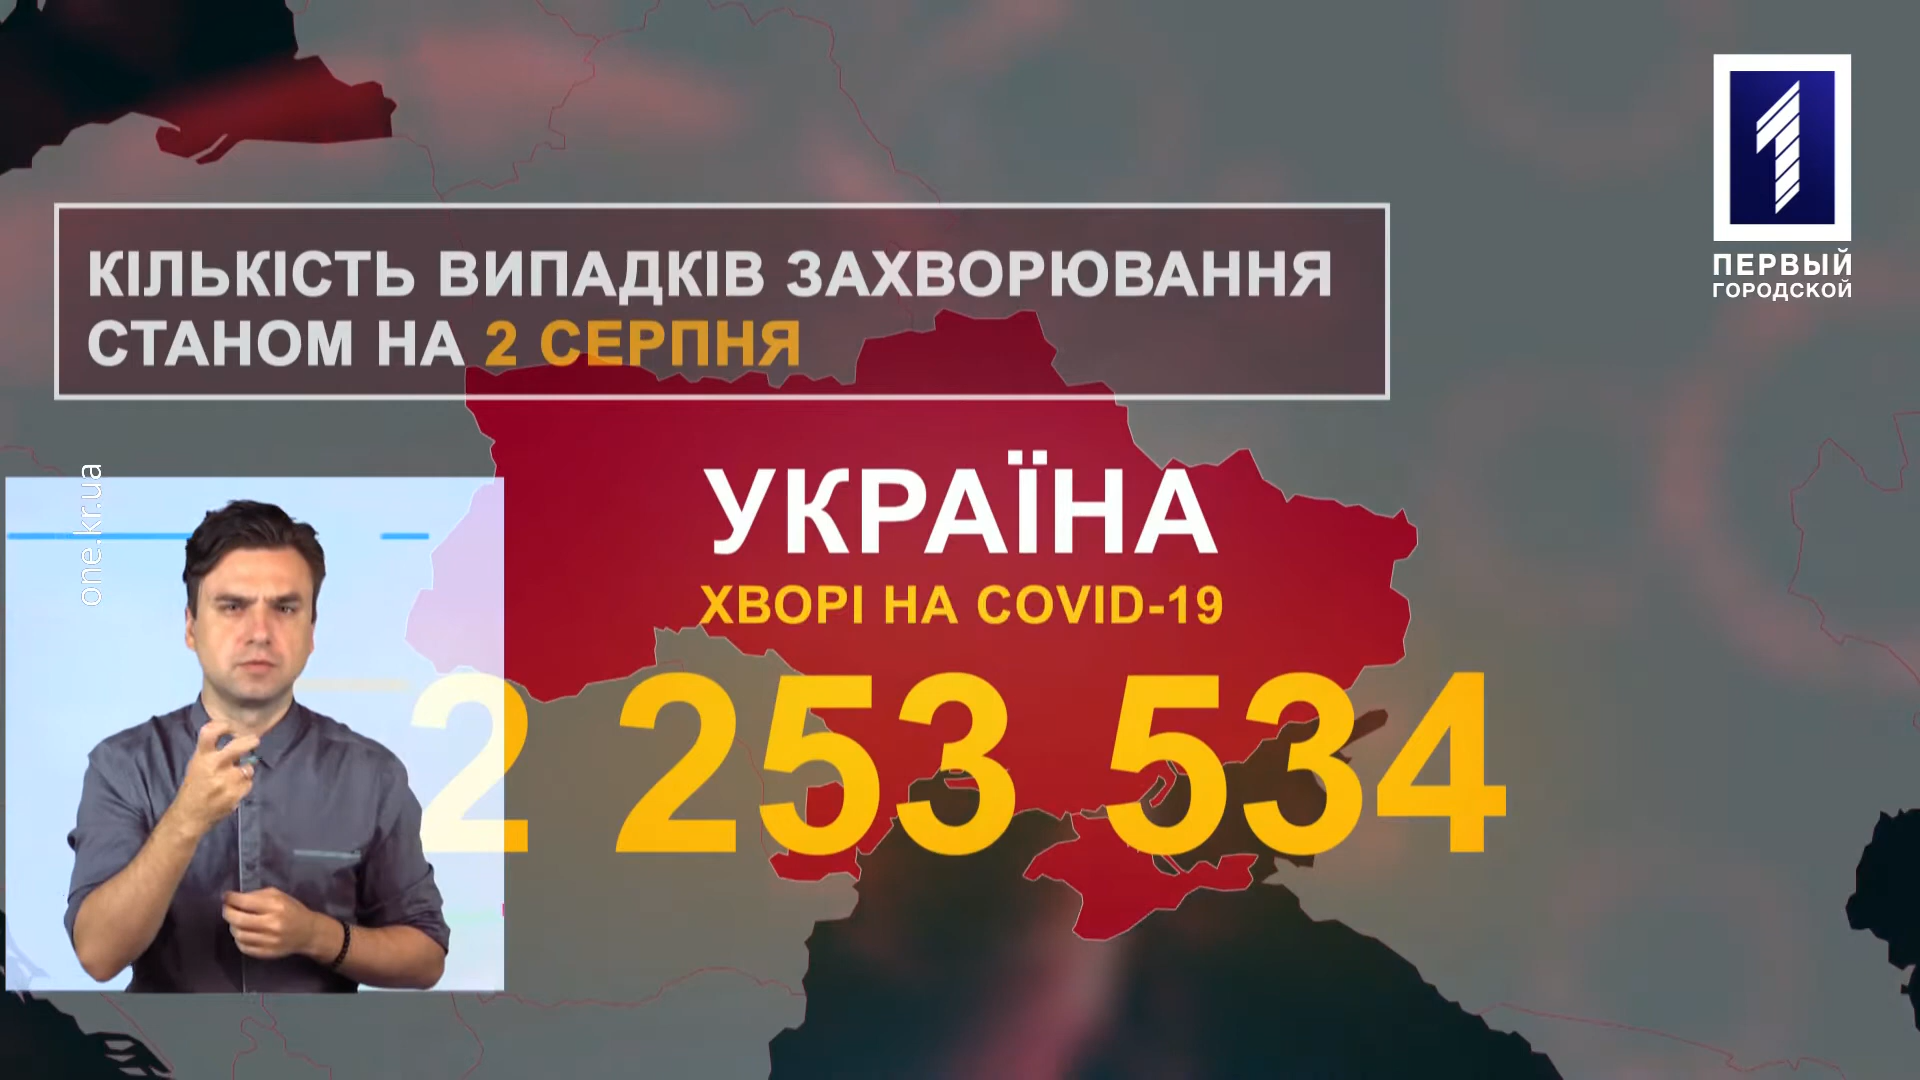 КІЛЬКІСТЬ ВИПАДКІВ ЗАХВОРЮВАННЯ
СТАНОМ НА 2 СЕРПНЯ
1
ПЕРВЫЙ
ГОРОДСКОЙ
one.kr.ua
УКРАЇНА
ХВОРІ НА COVID-19
2 253 534